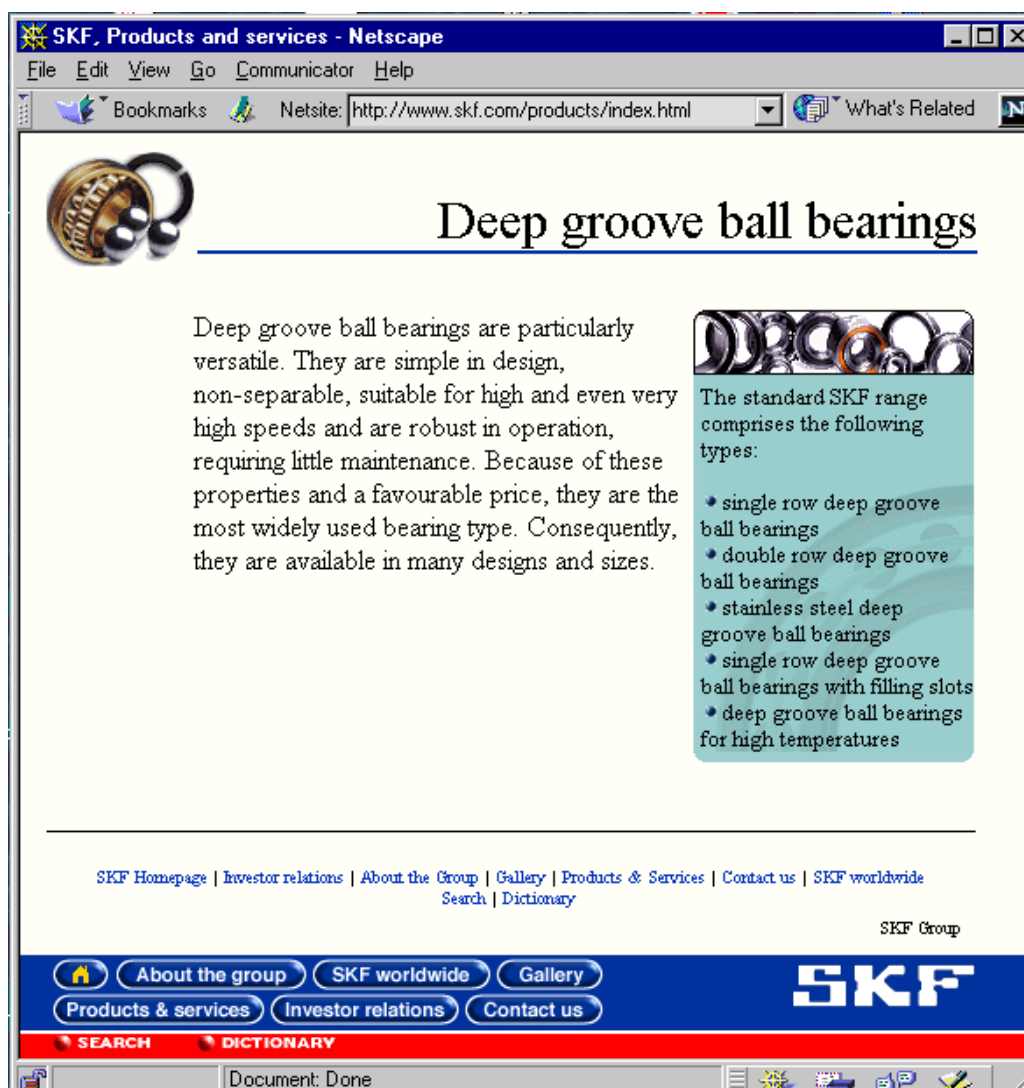 SKF, Products and services - Netscape
File Edit View Go Communicator Help
Bookmarks Netsite: http://www.skf.com/products/index.html What's Related N
Deep groove ball bearings
Deep groove ball bearings are particularly
versatile. They are simple in design,
non-separable, suitable for high and even very
high speeds and are robust in operation,
requiring little maintenance. Because of these
properties and a favourable price, they are the
most widely used bearing type. Consequently,
they are available in many designs and sizes.
The standard SKF range
comprises the following
types:
single row deep groove
ball bearings
double row deep groove
ball bearings
stainless steel deep
groove ball bearings
single row deep groove
ball bearings with filling slots
deep groove ball bearings
for high temperatures
SKF Homepage | Investor relations | About the Group | Gallery | Products & Services | Contact us | SKF worldwide
Search | Dictionary
SKF Group
About the group SKF worldwide Gallery
Products & services Investor relations Contact us
SKF
SEARCH DICTIONARY
Document: Done